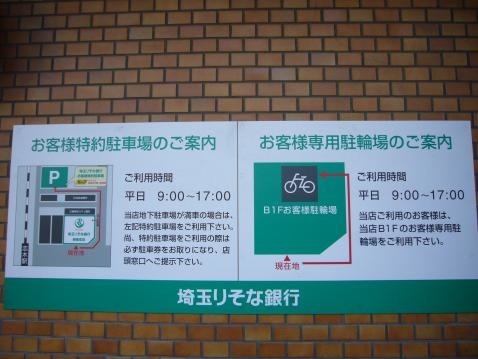 お客様特約駐車場のご案内
P
現在地
ご利用時間
平日 9:00〜17:00
当店地下駐車場が満車の場合は、
左記特約駐車場をご利用下さい。
尚、特約駐車場をご利用の際は
必ず駐車券をお取りになり、店
頭窓口へご提示下さい。
お客様専用駐輪場のご案内
B1Fお客様駐輪場
現在地
ご利用時間
平日 9:00〜17:00
当店ご利用のお客様は、
当店B1Fのお客様専用駐
輪場をご利用下さい。
埼玉りそな銀行